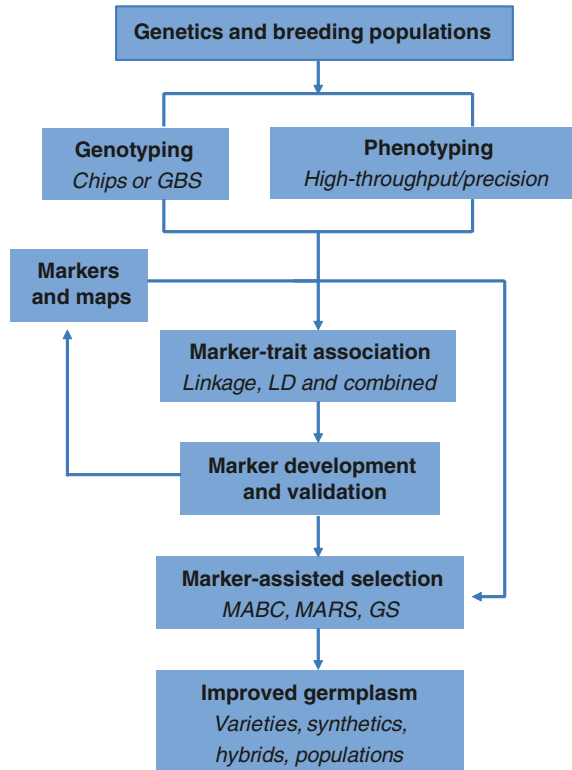 Genetics and breeding populations
Genotyping
Chips or GBS
Phenotyping
High-throughput/precision
Markers
and maps
Marker-trait association
Linkage, LD and combined
Marker development
and validation
Marker-assisted selection
MABC, MARS, GS
Improved germplasm
Varieties, synthetics,
hybrids, populations